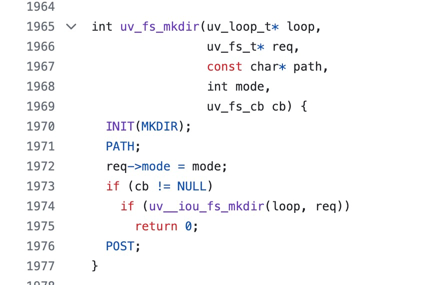 1964
1965 int uv_fs_mkdir(uv_loop_t* loop,
1966 uv_fs_t* req,
1967 const char* path,
1968 int mode,
1969 uv_fs_cb cb) {
1970 INIT(MKDIR);
1971 PATH;
1972 req->mode = mode;
1973 if (cb != NULL)
1974 if (uv__iou_fs_mkdir(loop, req))
1975 return 0;
1976 POST;
1977 }
1978